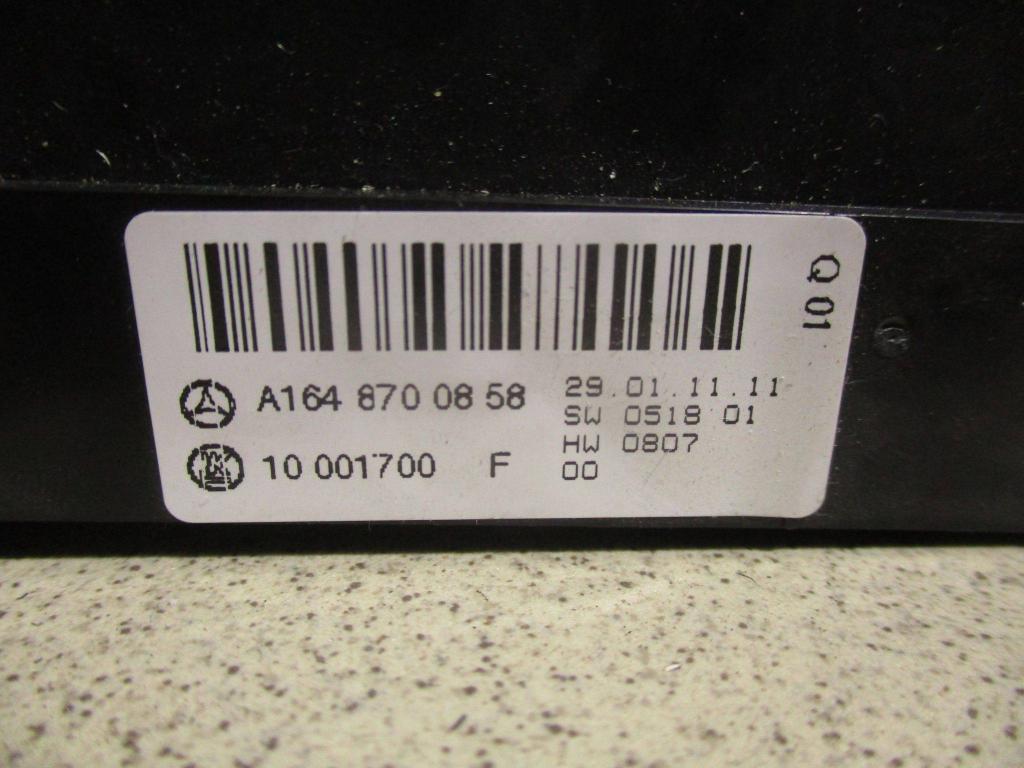 A164 870 08 58
10 001700 F
29.01.11.11
SW 0518 01
HW 0807
00
Q 01